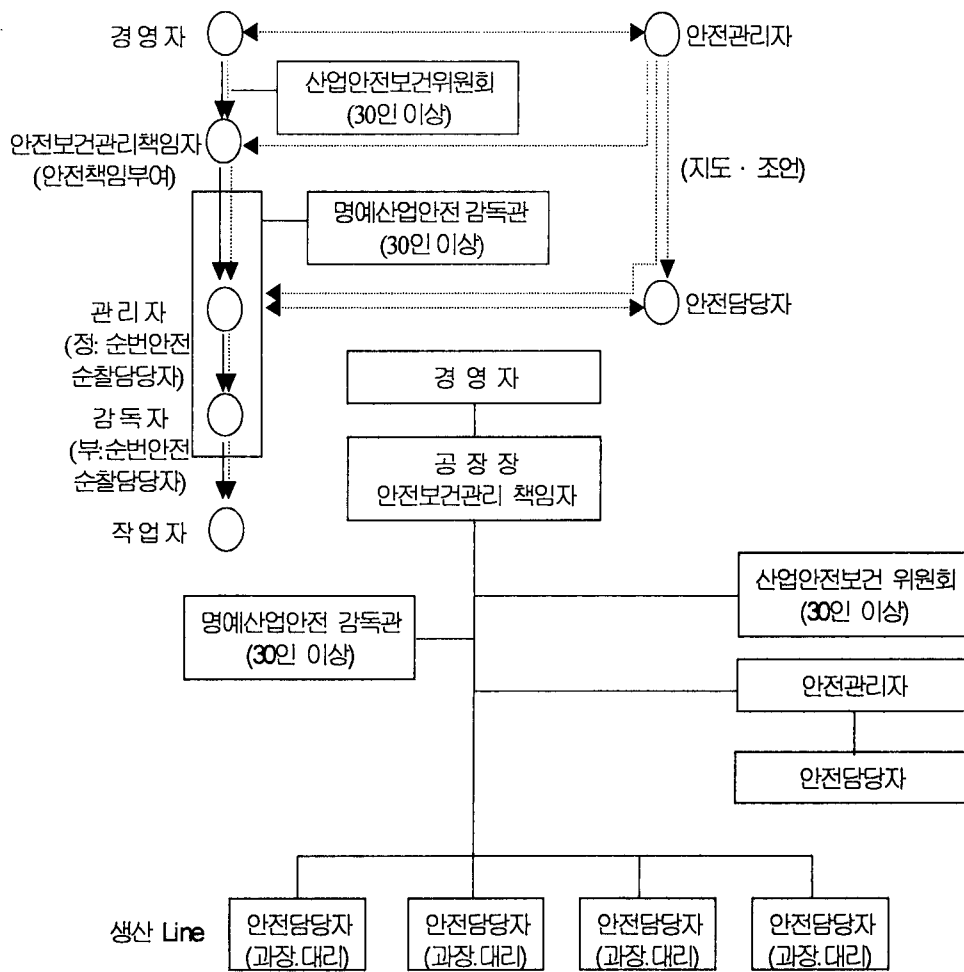 경 영 자
안전관리자
산업안전보건위원회
(30인 이상)
안전보건관리책임자
(안전책임부여)
(지도 · 조언)
명예산업안전 감독관
(30인 이상)
관 리 자
(정: 순번안전
순찰담당자)
안전담당자
감 독 자
(부:순번안전
순찰담당자)
작 업 자
경 영 자
공 장 장
안전보건관리 책임자
산업안전보건 위원회
(30인 이상)
명예산업안전 감독관
(30인 이상)
안전관리자
안전담당자
생산 Line
안전담당자
(과장.대리)
안전담당자
(과장.대리)
안전담당자
(과장.대리)
안전담당자
(과장.대리)